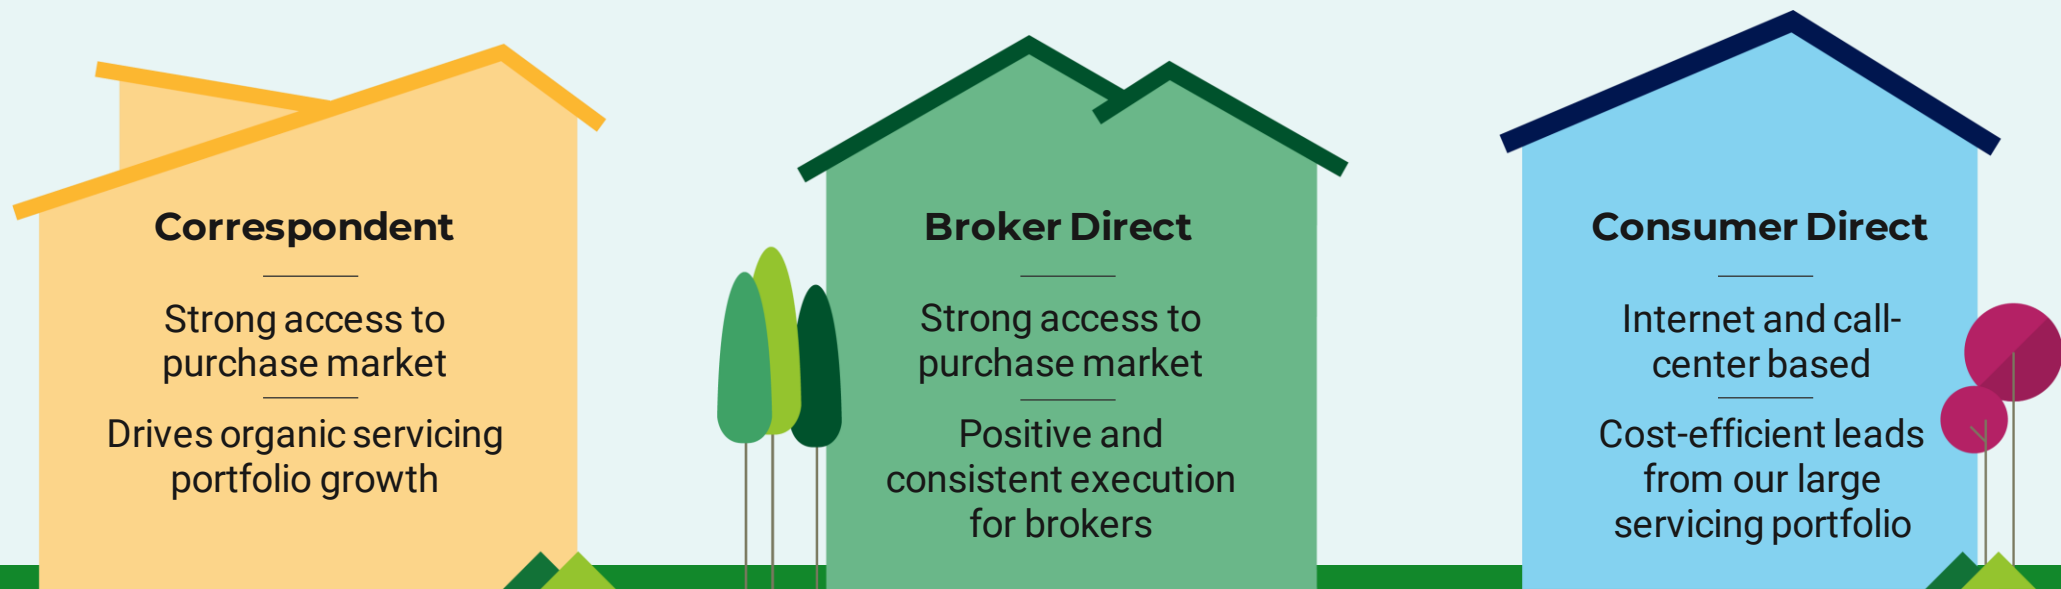 Correspondent
Strong access to
purchase market
Drives organic servicing
portfolio growth
Broker Direct
Strong access to
purchase market
Positive and
consistent execution
for brokers
Consumer Direct
Internet and call-
center based
Cost-efficient leads
from our large
servicing portfolio